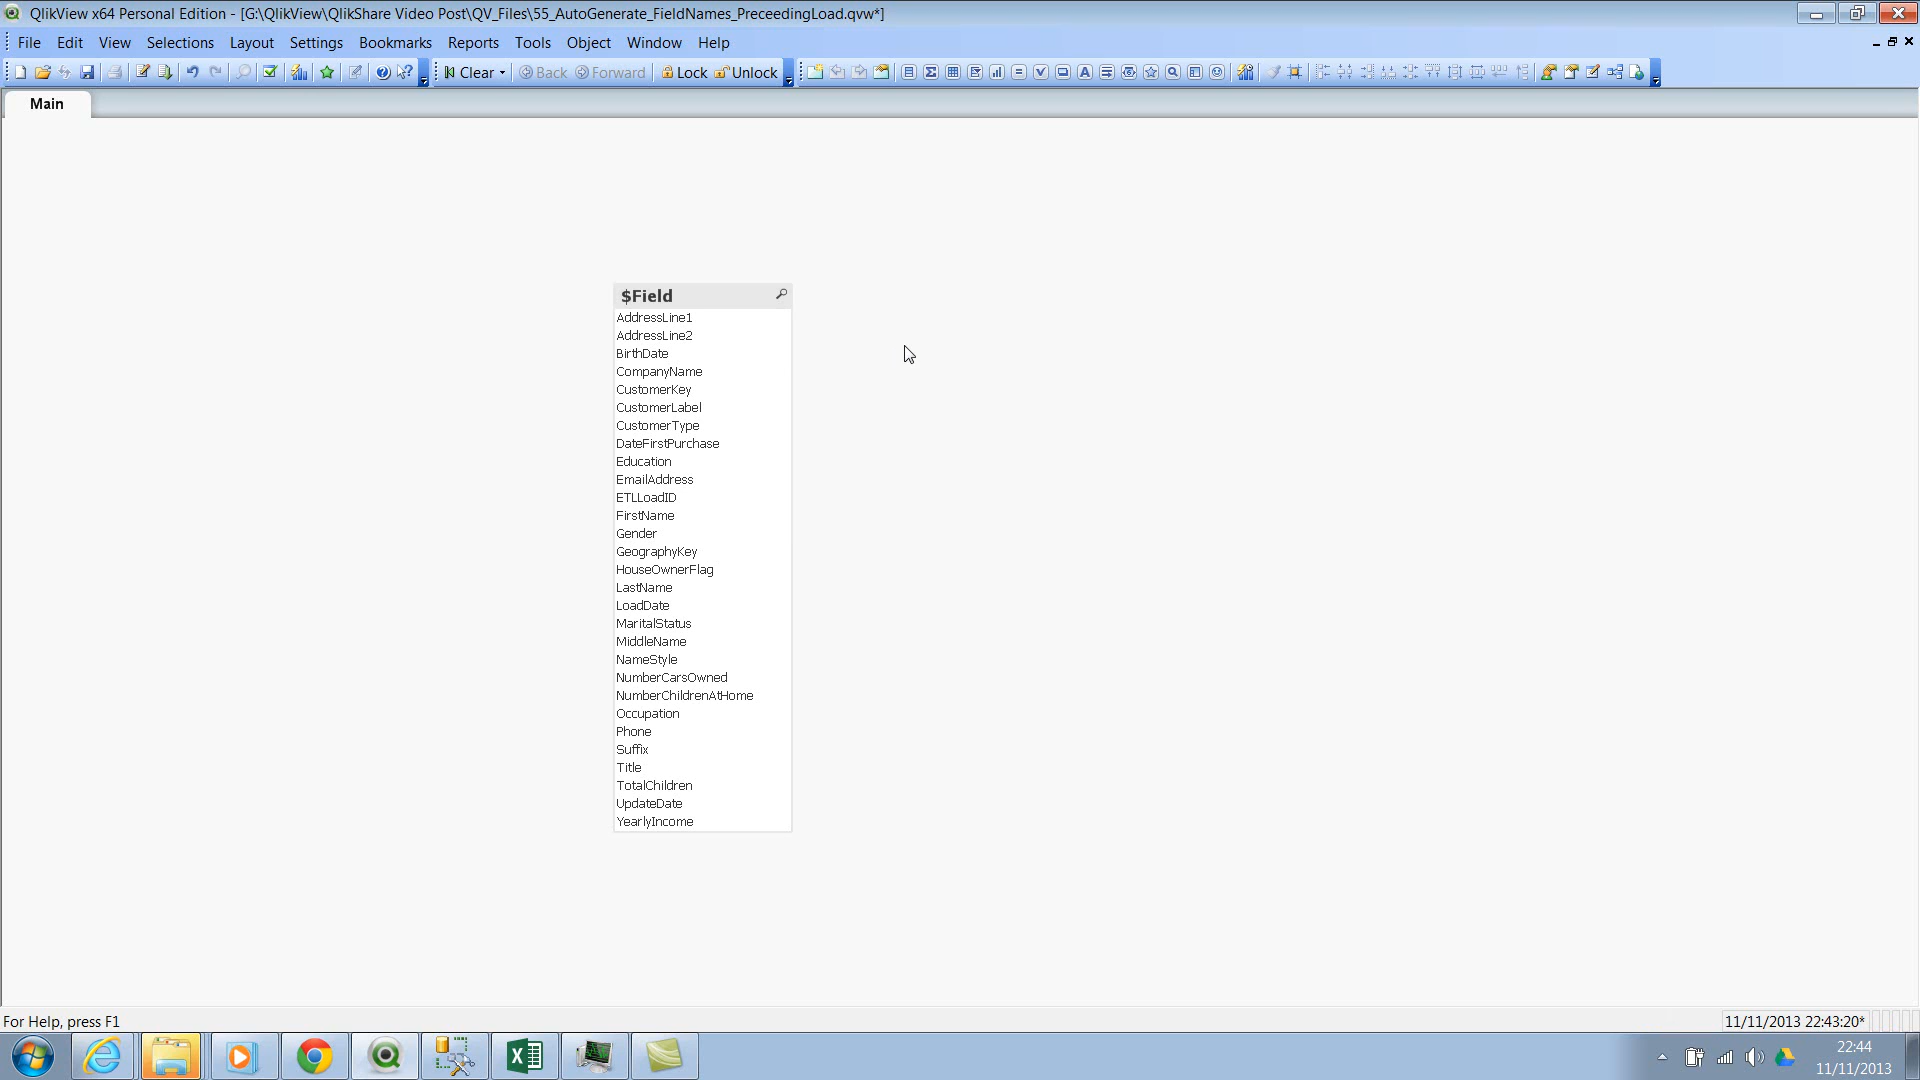 QlikView x64 Personal Edition - [G:\QlikView\QlikShare Video Post\QV_Files\55_AutoGenerate_FieldNames_PreceedingLoad.qvw*]
File Edit View Selections Layout Settings Bookmarks Reports Tools Object Window Help
Clear Back Forward Lock Unlock
Main
$Field
AddressLine1
AddressLine2
BirthDate
CompanyName
CustomerKey
CustomerLabel
CustomerType
DateFirstPurchase
Education
EmailAddress
ETLLoadID
FirstName
Gender
GeographyKey
HouseOwnerFlag
LastName
LoadDate
MaritalStatus
MiddleName
NameStyle
NumberCarsOwned
NumberChildrenAtHome
Occupation
Phone
Suffix
Title
TotalChildren
UpdateDate
YearlyIncome
For Help, press F1
11/11/2013 22:43:20*
22:44
11/11/2013